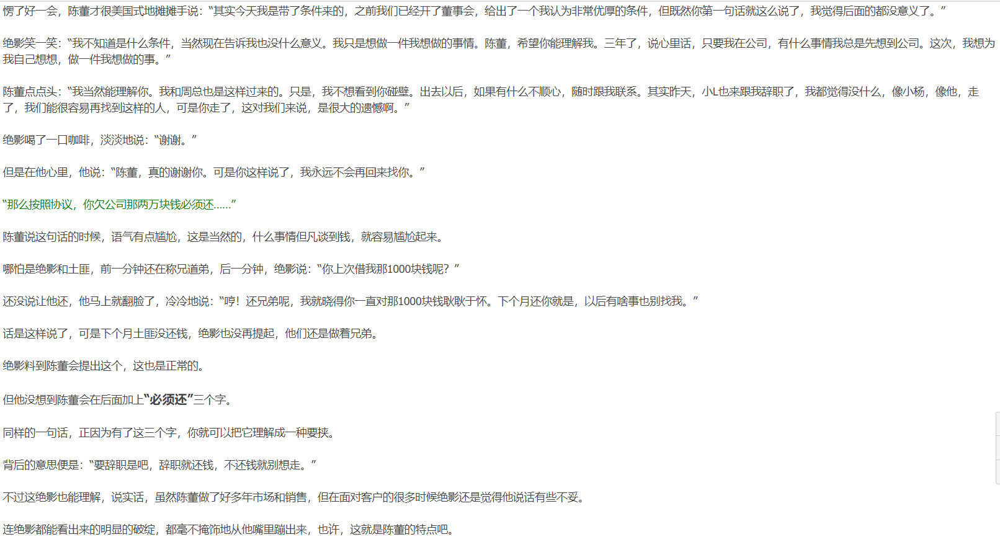 愣了好一会，陈董才很美国式地摊摊手说：“其实今天我是带了条件来的，之前我们已经开了董事会，给出了一个我认为非常优厚的条件，但既然你第一句话就这么说了，我觉得后面的都没意义了。”
绝影笑一笑：“我不知道是什么条件，当然现在告诉我也没什么意义。我只是想做一件我想做的事情。陈董，希望你能理解我。三年了，说心里话，只要我在公司，有什么事情我总是先想到公司。这次，我想为
我自己想想，做一件我想做的事。”
陈董点点头：“我当然能理解你。我和周总也是这样过来的。只是，我不想看到你碰壁。出去以后，如果有什么不顺心，随时跟我联系。其实昨天，小L也来跟我辞职了，我都觉得没什么，像小杨，像他，走
了，我们能很容易再找到这样的人，可是你走了，这对我们来说，是很大的遗憾啊。”
绝影喝了一口咖啡，淡淡地说：“谢谢。”
但是在他心里，他说：“陈董，真的谢谢你。可是你这样说了，我永远不会再回来找你。”
“那么按照协议，你欠公司那两万块钱必须还……”
陈董说这句话的时候，语气有点尴尬，这是当然的，什么事情但凡谈到钱，就容易尴尬起来。
哪怕是绝影和土匪，前一分钟还在称兄道弟，后一分钟，绝影说：“你上次借我那1000块钱呢？”
还没说让他还，他马上就翻脸了，冷冷地说：“哼！还兄弟呢，我就晓得你一直对那1000块钱耿耿于怀。下个月还你就是，以后有啥事也别找我。”
话是这样说了，可是下个月土匪没还钱，绝影也没再提起，他们还是做着兄弟。
绝影料到陈董会提出这个，这也是正常的。
但他没想到陈董会在后面加上“必须还”三个字。
同样的一句话，正因为有了这三个字，你就可以把它理解成一种要挟。
背后的意思便是：“要辞职是吧，辞职就还钱，不还钱就别想走。”
不过这绝影也能理解，说实话，虽然陈董做了好多年市场和销售，但在面对客户的很多时候绝影还是觉得他说话有些不妥。
连绝影都能看出来的明显的破绽，都毫不掩饰地从他嘴里蹦出来，也许，这就是陈董的特点吧。